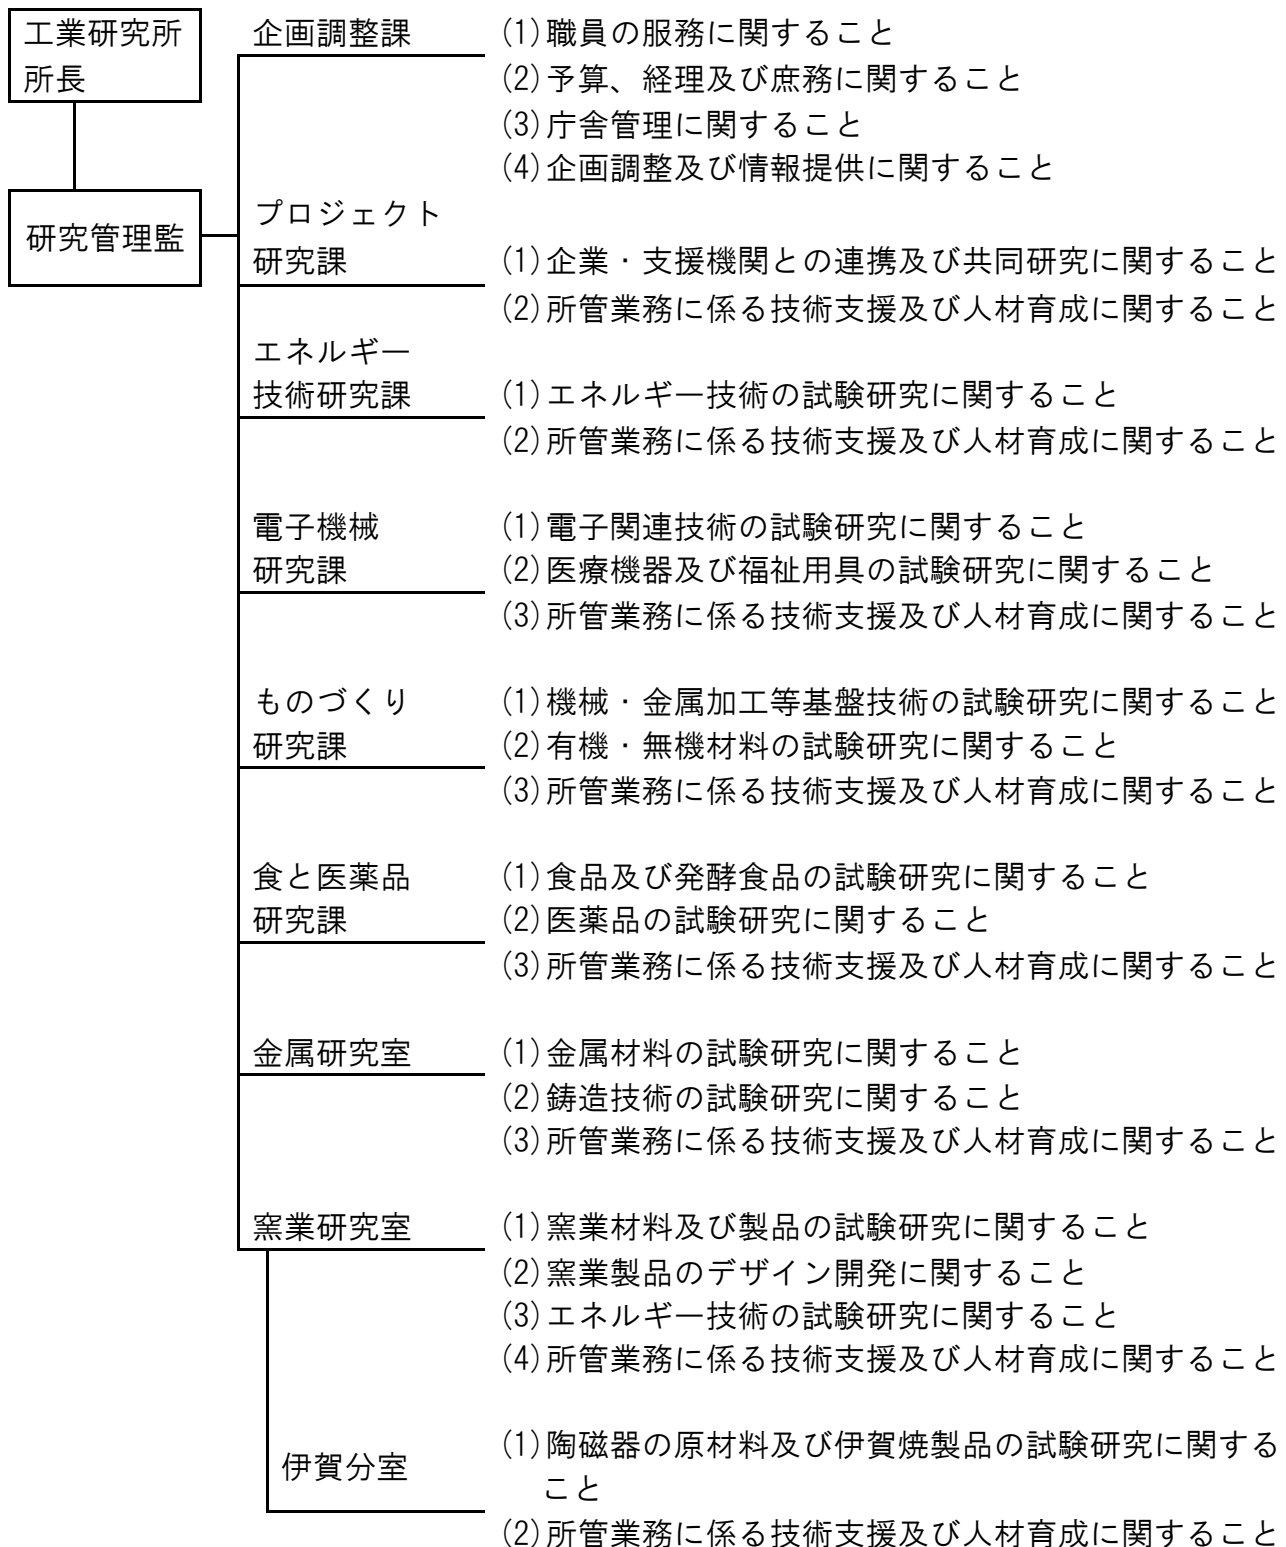 工業研究所
所長
研究管理監
企画調整課
(1)職員の服務に関すること
(2)予算、経理及び庶務に関すること
(3)庁舎管理に関すること
(4)企画調整及び情報提供に関すること
プロジェクト
研究課
(1)企業・支援機関との連携及び共同研究に関すること
(2)所管業務に係る技術支援及び人材育成に関すること
エネルギー
技術研究課
(1)エネルギー技術の試験研究に関すること
(2)所管業務に係る技術支援及び人材育成に関すること
電子機械
研究課
(1)電子関連技術の試験研究に関すること
(2)医療機器及び福祉用具の試験研究に関すること
(3)所管業務に係る技術支援及び人材育成に関すること
ものづくり
研究課
(1)機械・金属加工等基盤技術の試験研究に関すること
(2)有機・無機材料の試験研究に関すること
(3)所管業務に係る技術支援及び人材育成に関すること
食と医薬品
研究課
(1)食品及び発酵食品の試験研究に関すること
(2)医薬品の試験研究に関すること
(3)所管業務に係る技術支援及び人材育成に関すること
金属研究室
(1)金属材料の試験研究に関すること
(2)鋳造技術の試験研究に関すること
(3)所管業務に係る技術支援及び人材育成に関すること
窯業研究室
(1)窯業材料及び製品の試験研究に関すること
(2)窯業製品のデザイン開発に関すること
(3)エネルギー技術の試験研究に関すること
(4)所管業務に係る技術支援及び人材育成に関すること
伊賀分室
(1)陶磁器の原材料及び伊賀焼製品の試験研究に関する
こと
(2)所管業務に係る技術支援及び人材育成に関すること